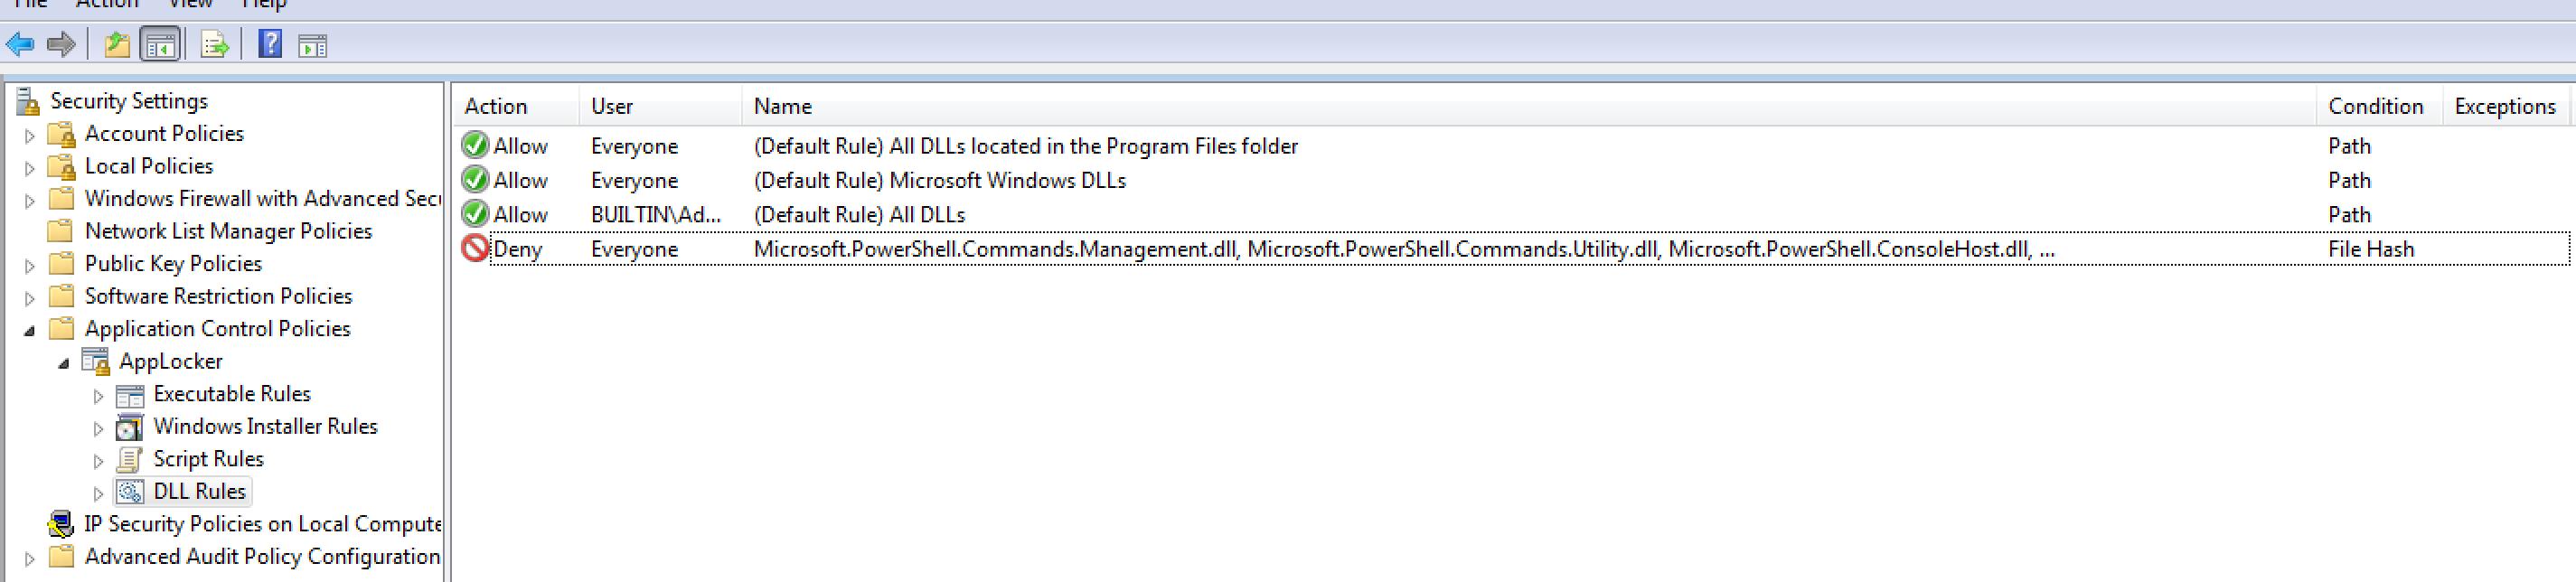 File Action View Help
Security Settings
Account Policies
Local Policies
Windows Firewall with Advanced Secu
Network List Manager Policies
Public Key Policies
Software Restriction Policies
Application Control Policies
AppLocker
Executable Rules
Windows Installer Rules
Script Rules
DLL Rules
IP Security Policies on Local Compute
Advanced Audit Policy Configuration
Action User Name Condition Exceptions
Allow Everyone (Default Rule) All DLLs located in the Program Files folder Path
Allow Everyone (Default Rule) Microsoft Windows DLLs Path
Allow BUILTIN\Ad... (Default Rule) All DLLs Path
Deny Everyone Microsoft.PowerShell.Commands.Management.dll, Microsoft.PowerShell.Commands.Utility.dll, Microsoft.PowerShell.ConsoleHost.dll, ... File Hash